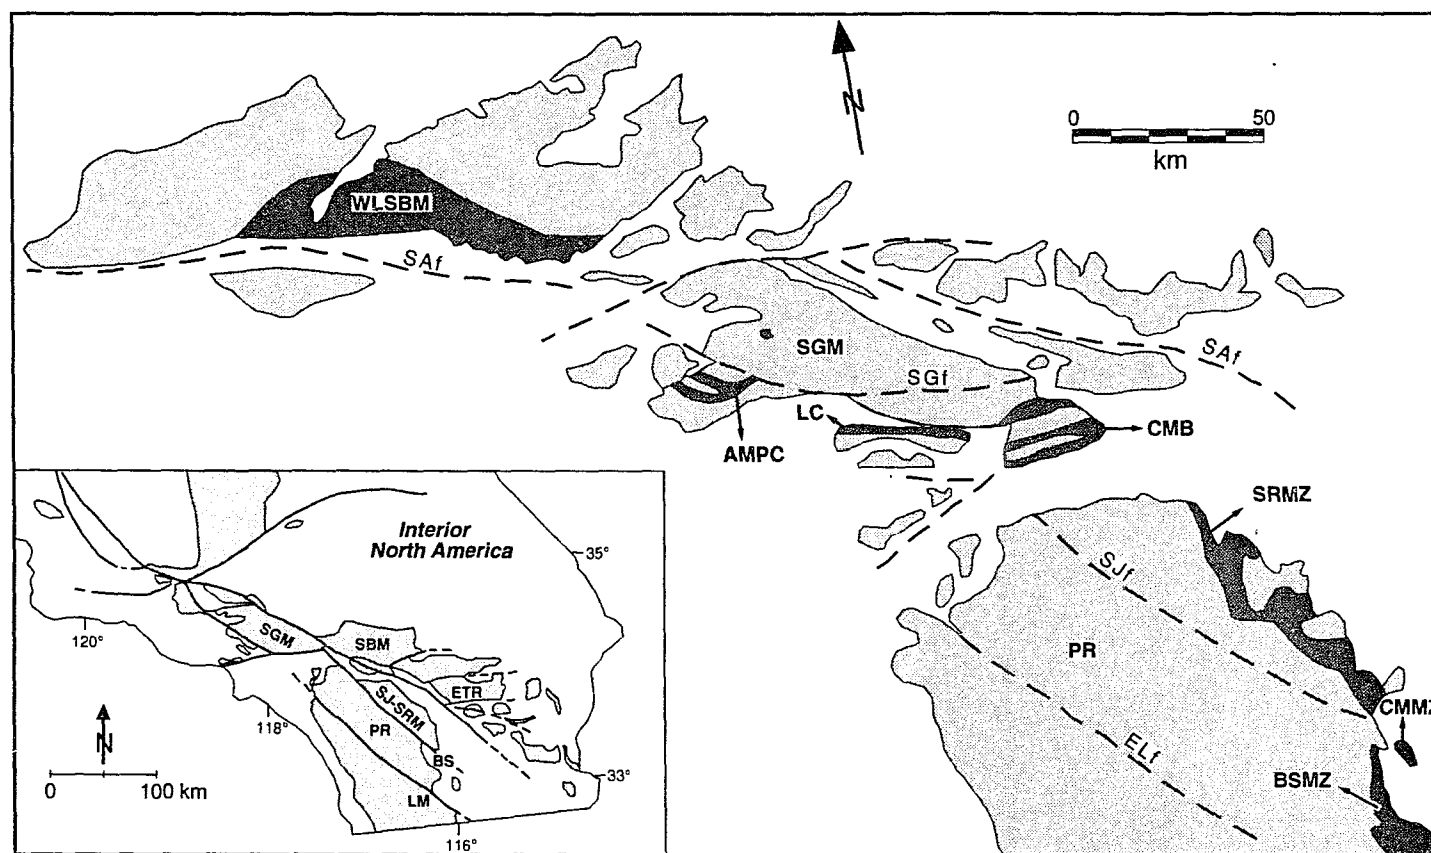 N
0 50
km
WLSBM
SAf
SGM
SAf
SGf
LC
CMB
AMPC
SRMZ
SJf
PR
CMMZ
ELf
BSMZ
Interior
North America
35°
120°
SGM
SBM
SJ-SRM
ETR
118°
PR
N
BS
33°
0 100 km
LM
116°